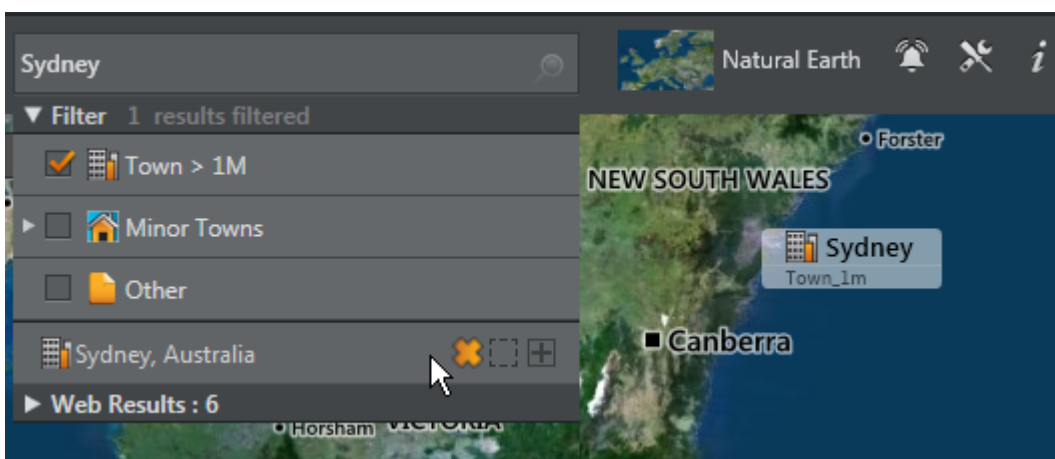 Sydney
Natural Earth
i
Filter 1 results filtered
Town > 1M
Minor Towns
Other
Sydney, Australia
Web Results : 6
Forster
NEW SOUTH WALES
Sydney
Town_1m
Canberra
Horsham
VICTORIA